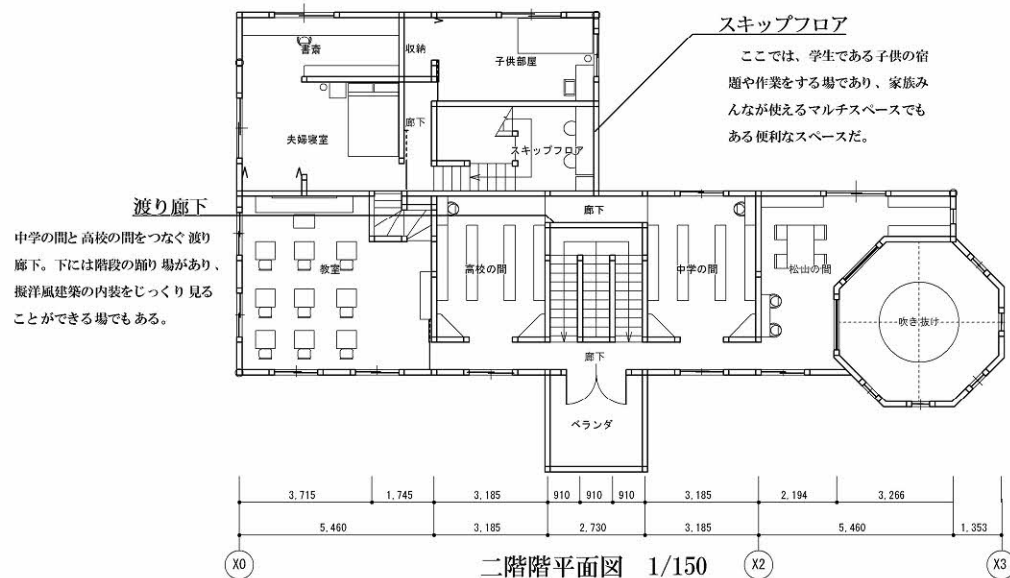 スキップフロア
ここでは、学生である子供の宿
題や作業をする場であり、家族み
んなが使えるマルチスペースでも
ある便利なスペースだ。
書斎
収納
子供部屋
廊下
夫婦寝室
スキップフロア
渡り廊下
中学の間と高校の間をつなぐ渡り
廊下。下には階段の踊り場があり、
擬洋風建築の内装をじっくり見る
ことができる場でもある。
廊下
教室
高校の間
中学の間
松山の間
吹き抜け
廊下
ベランダ
3,715 1,745 3,185 910 910 910 3,185 2,194 3,266
5,460 3,185 2,730 3,185 5,460 1,353
X0 X2 X3
二階階平面図 1/150